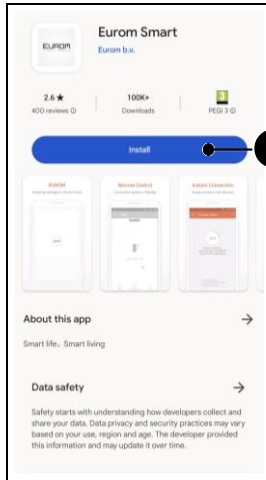 Eurom Smart
EUROM
Eurom b.v.
2.6★ 100K+ 3
400 reviews Downloads PEGI 3
Install
EUROM Remote Control Instant Connection
About this app →
Smart life, Smart living
Data safety →
Safety starts with understanding how developers collect and
share your data. Data privacy and security practices may vary
based on your use, region and age. The developer provided
this information and may update it over time.